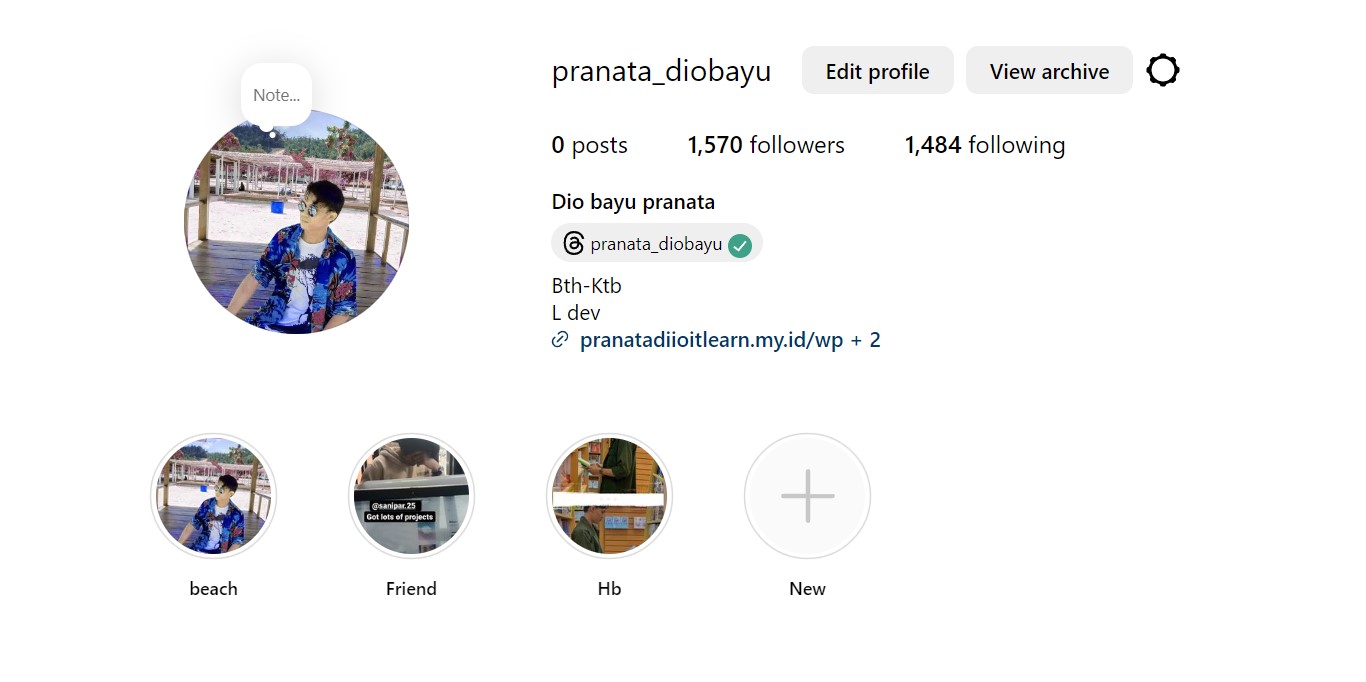 Note...
pranata_diobayu Edit profile View archive
0 posts 1,570 followers 1,484 following
Dio bayu pranata
pranata_diobayu
Bth-Ktb
L dev
pranatadiioitlearn.my.id/wp + 2
@sanipar.25
Got lots of projects
beach Friend Hb New